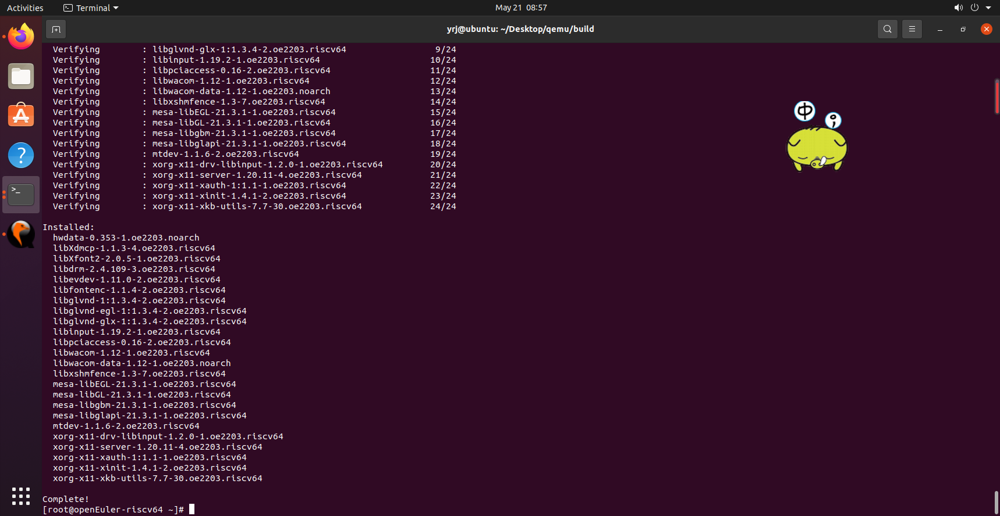 Activities
Terminal
May 21 08:57
yrj@ubuntu: ~/Desktop/qemu/build
Verifying : libglvnd-glx-1:1.3.4-2.oe2203.riscv64 9/24
Verifying : libinput-1.19.2-1.oe2203.riscv64 10/24
Verifying : libpciaccess-0.16-2.oe2203.riscv64 11/24
Verifying : libwacom-1.12-1.oe2203.riscv64 12/24
Verifying : libwacom-data-1.12-1.oe2203.noarch 13/24
Verifying : libxshmfence-1.3-7.oe2203.riscv64 14/24
Verifying : mesa-libEGL-21.3.1-1.oe2203.riscv64 15/24
Verifying : mesa-libGL-21.3.1-1.oe2203.riscv64 16/24
Verifying : mesa-libgbm-21.3.1-1.oe2203.riscv64 17/24
Verifying : mesa-libglapi-21.3.1-1.oe2203.riscv64 18/24
Verifying : mtdev-1.1.6-2.oe2203.riscv64 19/24
Verifying : xorg-x11-drv-libinput-1.2.0-1.oe2203.riscv64 20/24
Verifying : xorg-x11-server-1.20.11-4.oe2203.riscv64 21/24
Verifying : xorg-x11-xauth-1:1.1-1.oe2203.riscv64 22/24
Verifying : xorg-x11-xinit-1.4.1-2.oe2203.riscv64 23/24
Verifying : xorg-x11-xkb-utils-7.7-30.oe2203.riscv64 24/24
中 ;
Installed:
hwdata-0.353-1.oe2203.noarch
libXdmcp-1.1.3-4.oe2203.riscv64
libXfont2-2.0.5-1.oe2203.riscv64
libdrm-2.4.109-3.oe2203.riscv64
libevdev-1.11.0-2.oe2203.riscv64
libfontenc-1.1.4-2.oe2203.riscv64
libglvnd-1:1.3.4-2.oe2203.riscv64
libglvnd-egl-1:1.3.4-2.oe2203.riscv64
libglvnd-glx-1:1.3.4-2.oe2203.riscv64
libinput-1.19.2-1.oe2203.riscv64
libpciaccess-0.16-2.oe2203.riscv64
libwacom-1.12-1.oe2203.riscv64
libwacom-data-1.12-1.oe2203.noarch
libxshmfence-1.3-7.oe2203.riscv64
mesa-libEGL-21.3.1-1.oe2203.riscv64
mesa-libGL-21.3.1-1.oe2203.riscv64
mesa-libgbm-21.3.1-1.oe2203.riscv64
mesa-libglapi-21.3.1-1.oe2203.riscv64
mtdev-1.1.6-2.oe2203.riscv64
xorg-x11-drv-libinput-1.2.0-1.oe2203.riscv64
xorg-x11-server-1.20.11-4.oe2203.riscv64
xorg-x11-xauth-1:1.1-1.oe2203.riscv64
xorg-x11-xinit-1.4.1-2.oe2203.riscv64
xorg-x11-xkb-utils-7.7-30.oe2203.riscv64
Complete!
[root@openEuler-riscv64 ~]#